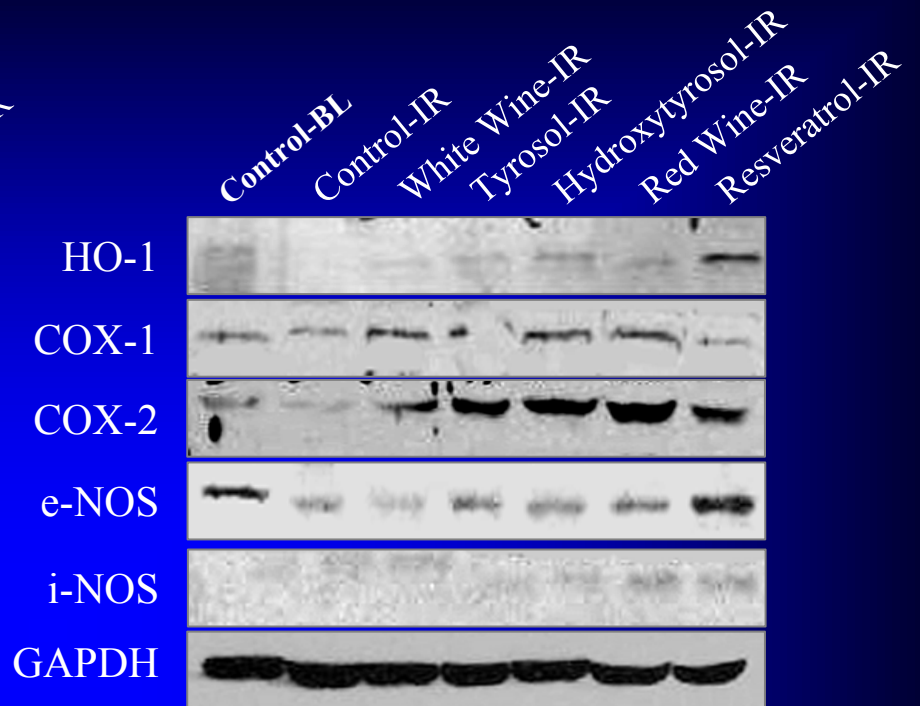 R
Control-BL
Control-IR
White Wine-IR
Tyrosol-IR
Hydroxytyrosol-IR
Red Wine-IR
Resveratrol-IR
HO-1
COX-1
COX-2
e-NOS
i-NOS
GAPDH